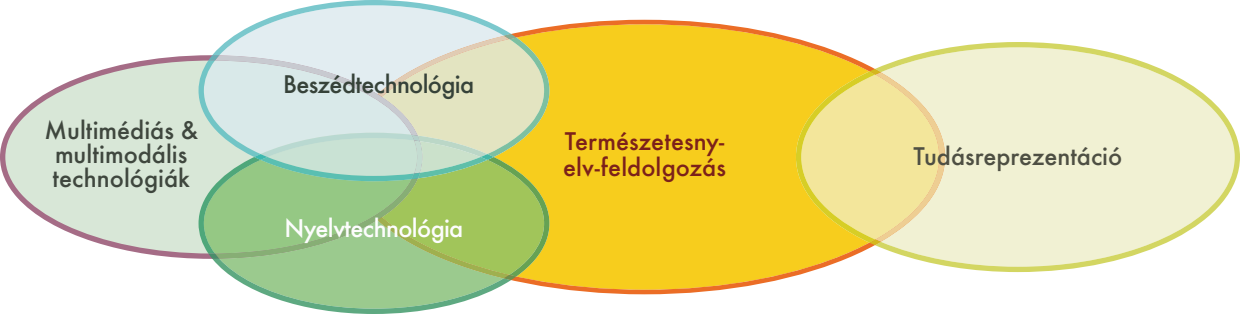 Beszédtechnológia
Multimédiás &
multimodális
technológiák
Nyelvtechnológia
Természetesny-
elv-feldolgozás
Tudásreprezentáció